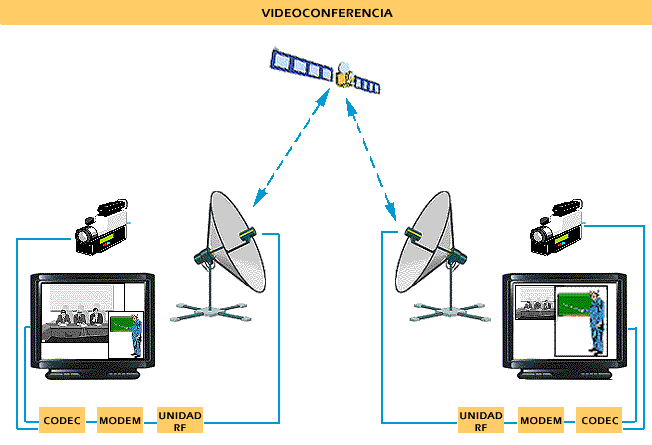 VIDEOCONFERENCIA
CODEC
MODEM
UNIDAD
RF
UNIDAD
RF
MODEM
CODEC